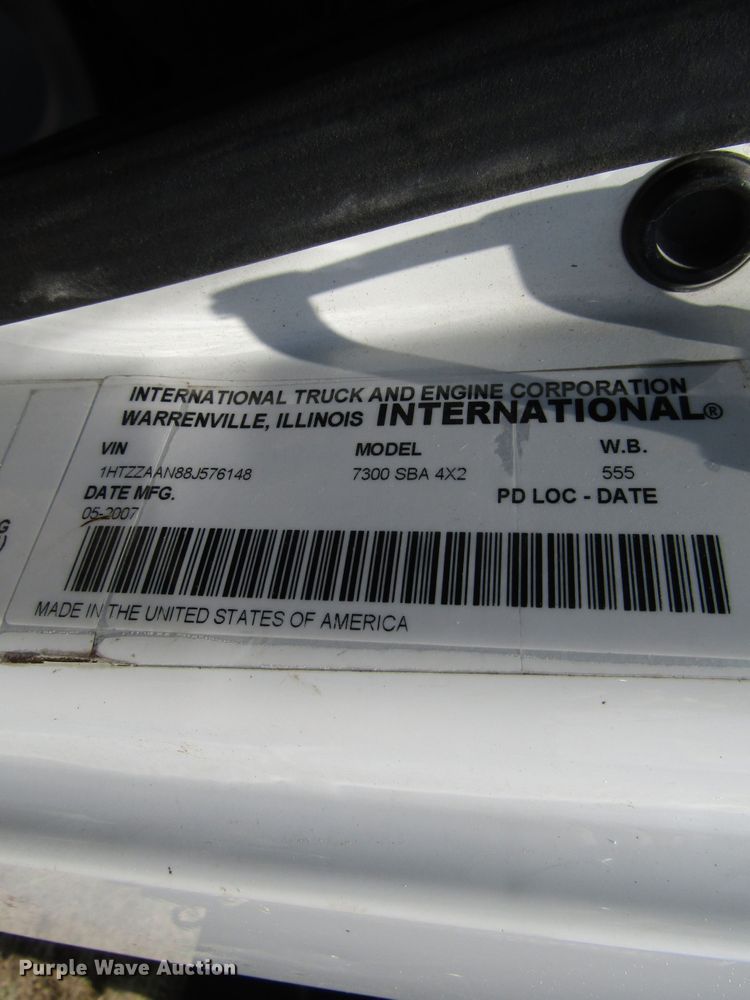 INTERNATIONAL TRUCK AND ENGINE CORPORATION
WARRENVILLE, ILLINOIS INTERNATIONAL®
VIN MODEL W.B.
1HTZZAAN88J576148 7300 SBA 4X2 555
DATE MFG. PD LOC - DATE
05-2007
G
)
MADE IN THE UNITED STATES OF AMERICA
Purple Wave Auction